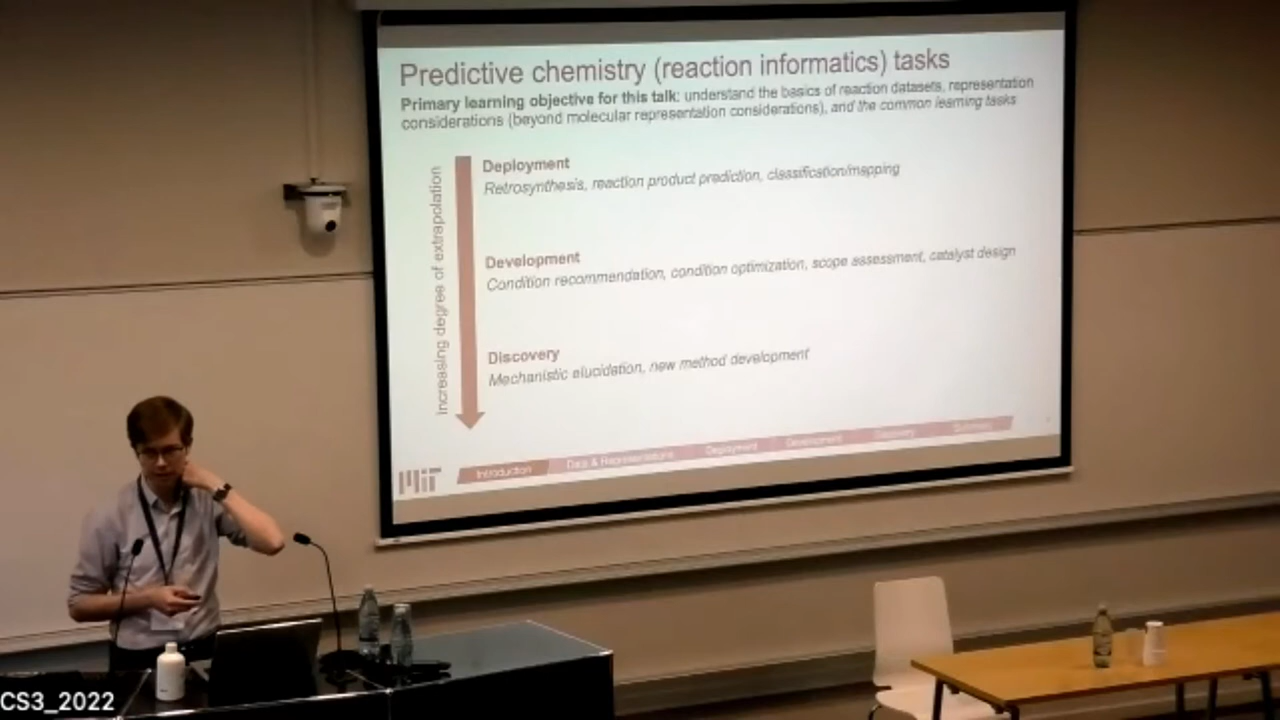 Predictive chemistry (reaction informatics) tasks
Primary learning objective for this talk: understand the basics of reaction datasets, representation
considerations (beyond molecular representation considerations), and the common learning tasks
increasing degree of extrapolation
Deployment
Retrosynthesis, reaction product prediction, classification/mapping
Development
Condition recommendation, condition optimization, scope assessment, catalyst design
Discovery
Mechanistic elucidation, new method development
MIT
Introduction
Data & Representations
Deployment
Development
Discovery
Summary
CS3_2022